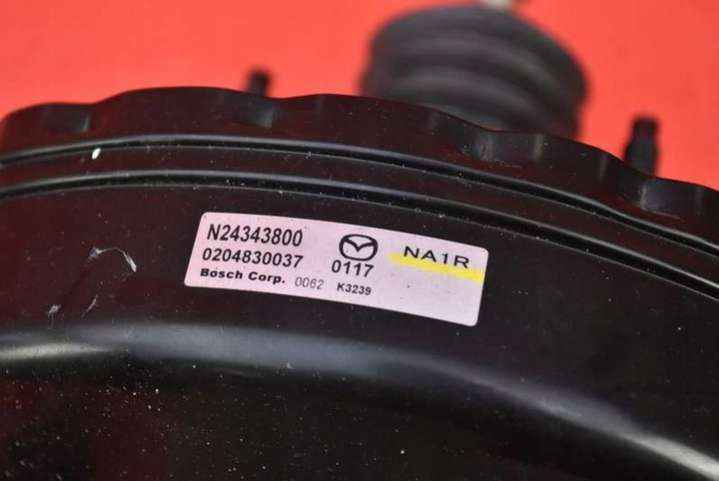 N24343800
0204830037 0117 NA1R
Bosch Corp. 0062 K3239